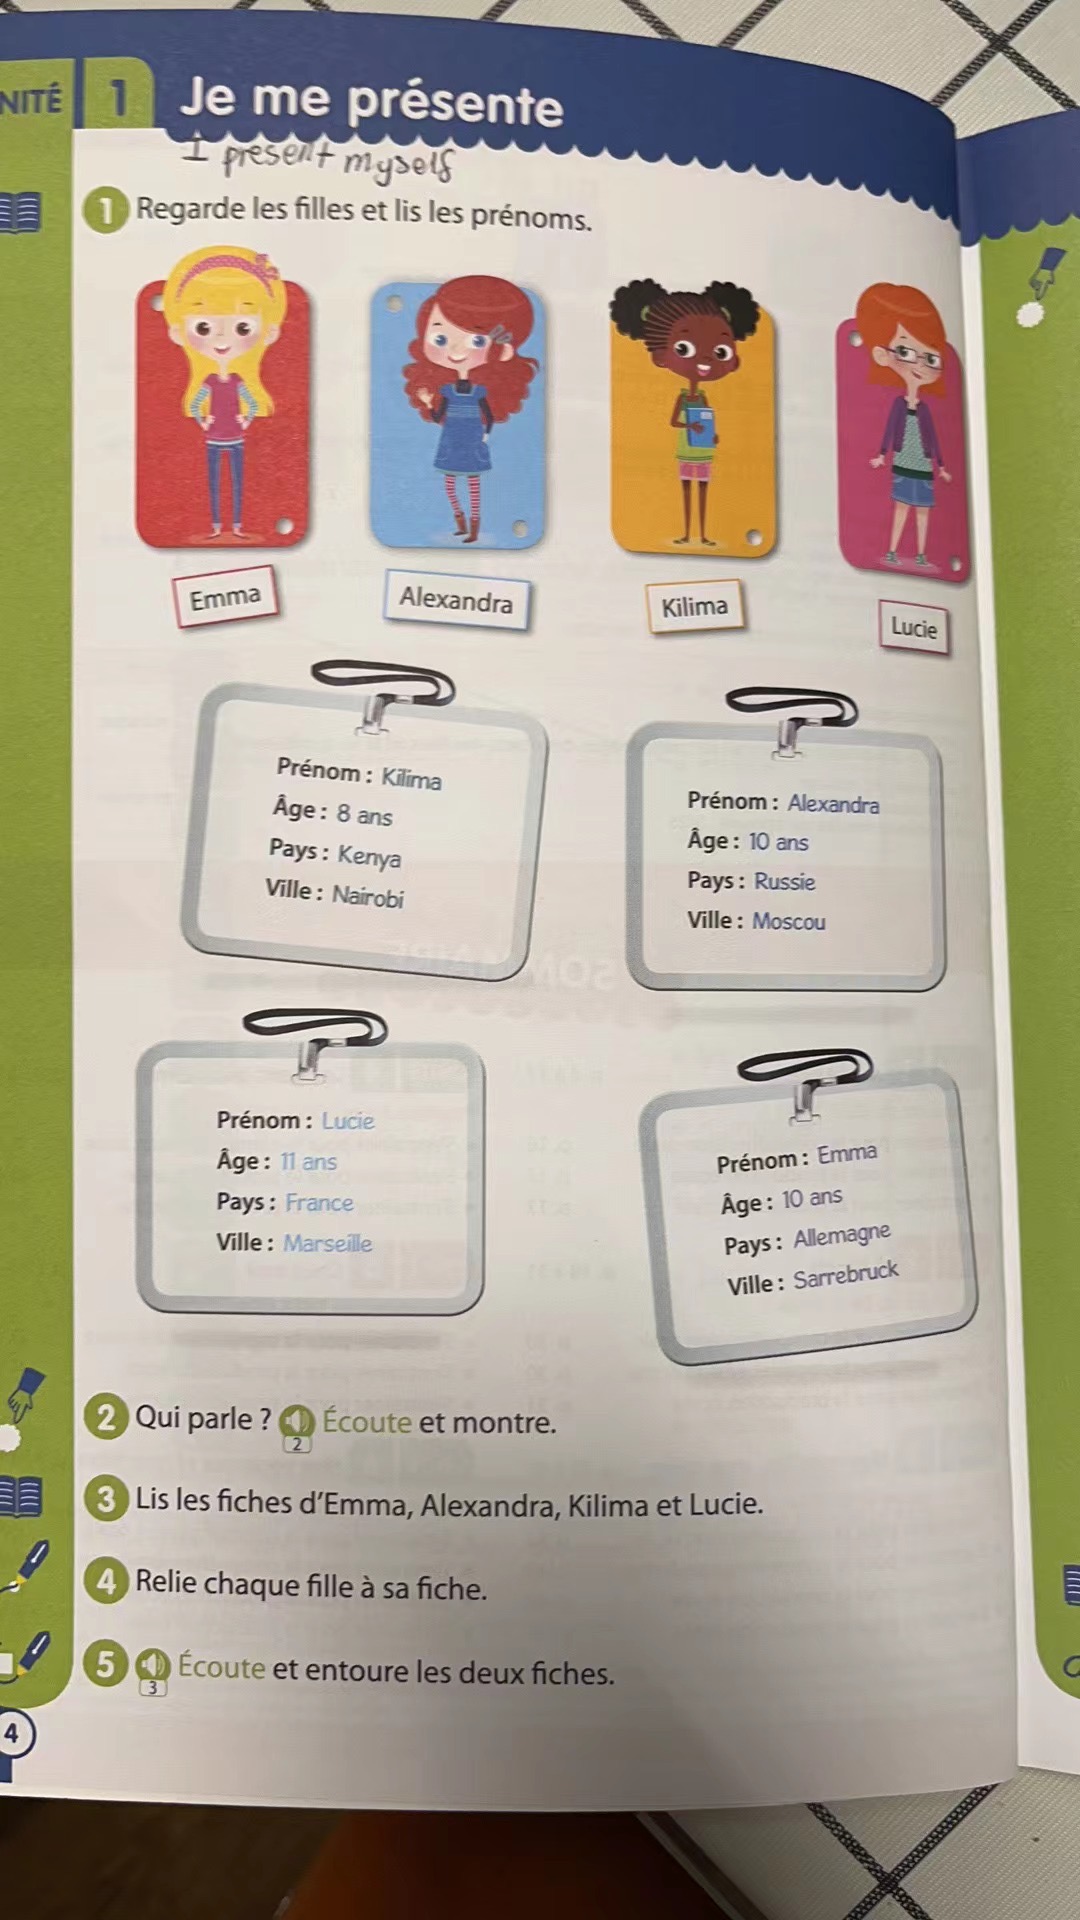 NITÉ 1 Je me présente
I present myself
1 Regarde les filles et lis les prénoms.
Emma
Alexandra
Kilima
Lucie
Prénom : Kilima
Âge : 8 ans
Pays : Kenya
Ville : Nairobi
Prénom : Alexandra
Âge : 10 ans
Pays : Russie
Ville : Moscou
Prénom : Lucie
Âge : 11 ans
Pays : France
Ville : Marseille
Prénom : Emma
Âge : 10 ans
Pays : Allemagne
Ville : Sarrebruck
2 Qui parle ? Écoute et montre.
2
3 Lis les fiches d'Emma, Alexandra, Kilima et Lucie.
4 Relie chaque fille à sa fiche.
5 Écoute et entoure les deux fiches.
3
4